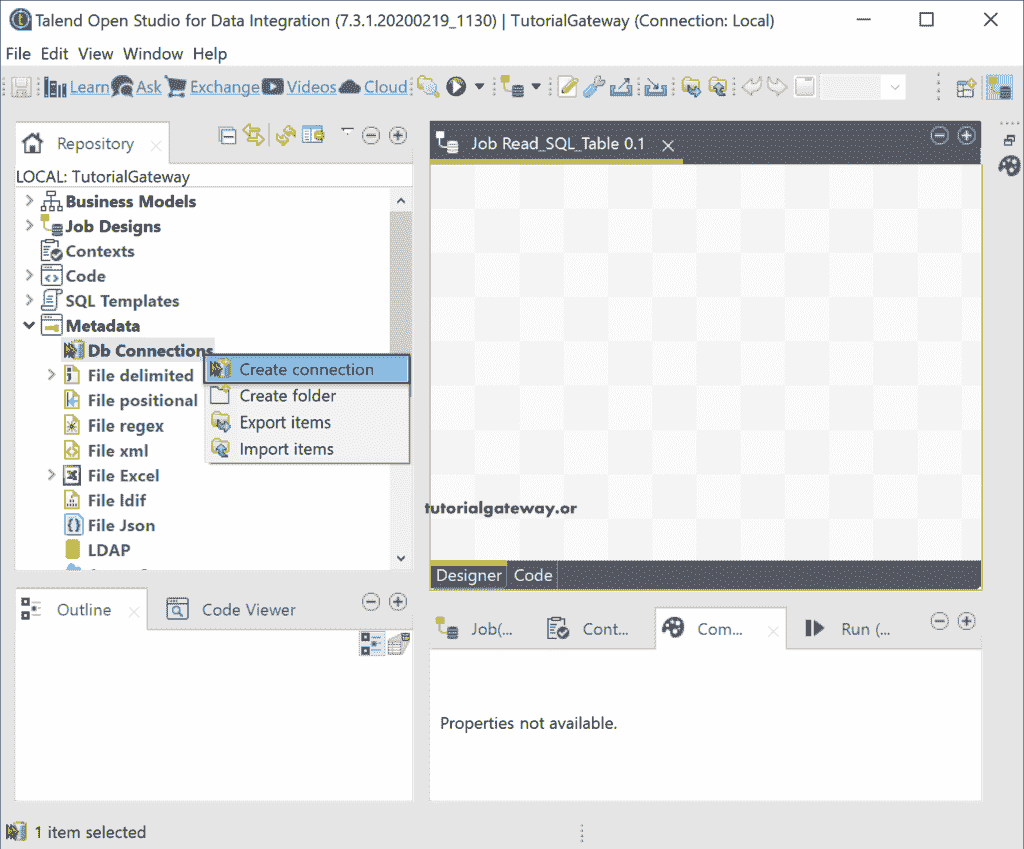 Talend Open Studio for Data Integration (7.3.1.20200219_1130) | TutorialGateway (Connection: Local)
File Edit View Window Help
Learn Ask Exchange Videos Cloud
Repository
LOCAL: TutorialGateway
Business Models
Job Designs
Contexts
Code
SQL Templates
Metadata
Db Connections
File delimited
File positional
File regex
File xml
File Excel
File ldif
File Json
LDAP
Create connection
Create folder
Export items
Import items
Job Read_SQL_Table 0.1
tutorialgateway.or
Designer Code
Outline Code Viewer
Job(... Cont... Com... Run (...
Properties not available.
1 item selected